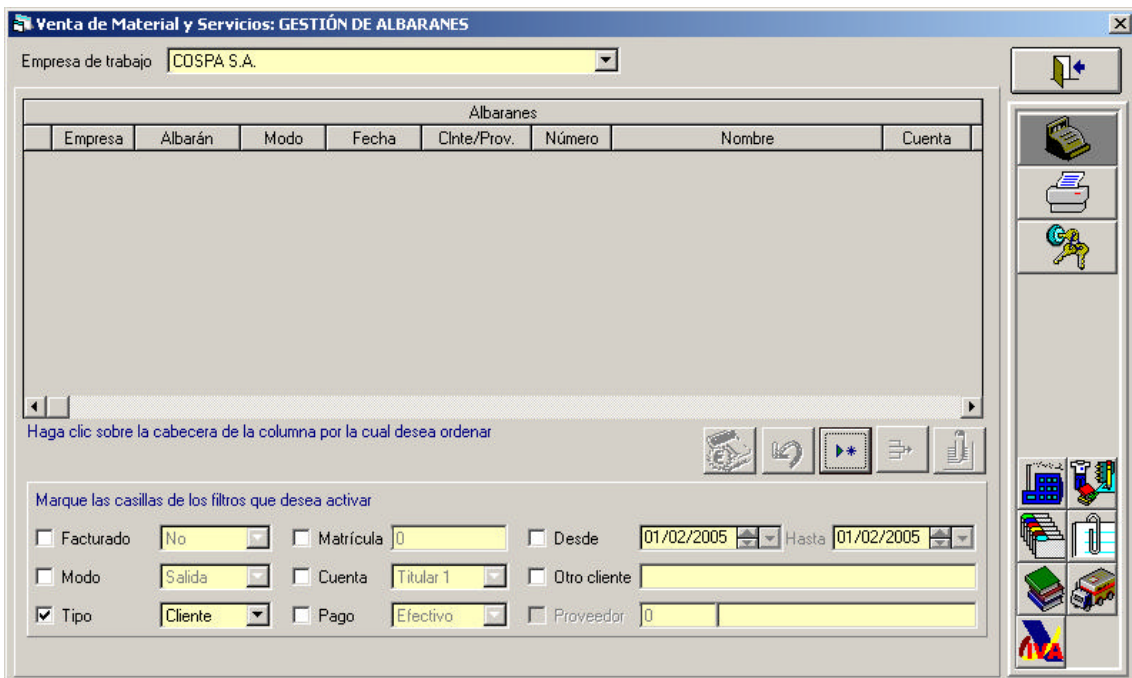 Venta de Material y Servicios: GESTIÓN DE ALBARANES
Empresa de trabajo COSPA S.A.
Albaranes
Empresa Albarán Modo Fecha Clnte/Prov. Número Nombre Cuenta
Haga clic sobre la cabecera de la columna por la cual desea ordenar
Marque las casillas de los filtros que desea activar
Facturado No Matrícula 0 Desde 01/02/2005 Hasta 01/02/2005
Modo Salida Cuenta Titular 1 Otro cliente
Tipo Cliente Pago Efectivo Proveedor 0
IVA